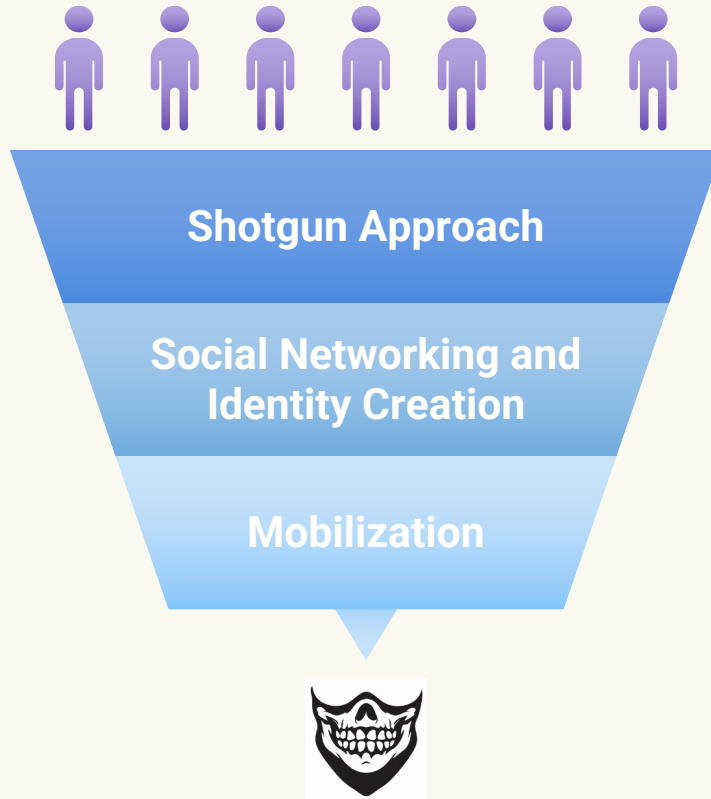 Shotgun Approach
Social Networking and
Identity Creation
Mobilization